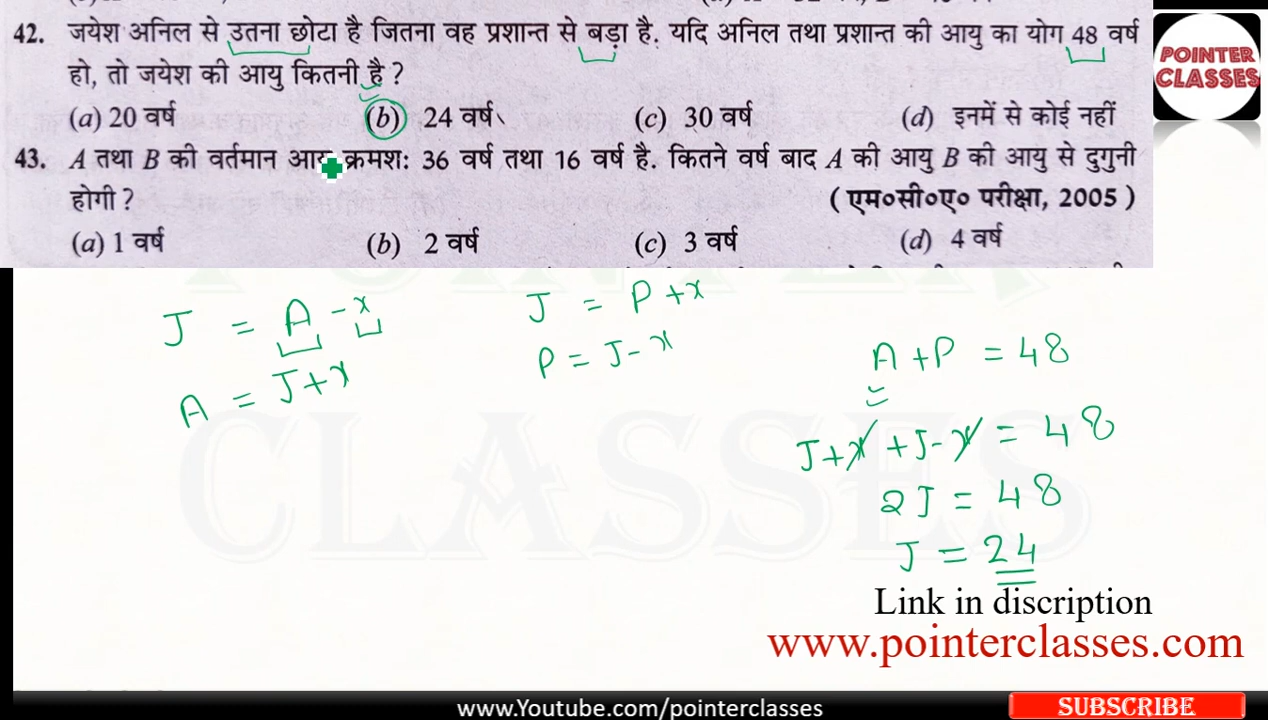 42. जयेश अनिल से उतना छोटा है जितना वह प्रशान्त से बड़ा है. यदि अनिल तथा प्रशान्त की आयु का योग 48 वर्ष
हो, तो जयेश की आयु कितनी है ?
(a) 20 वर्ष (b) 24 वर्ष (c) 30 वर्ष (d) इनमें से कोई नहीं
43. A तथा B की वर्तमान आयु क्रमश: 36 वर्ष तथा 16 वर्ष है. कितने वर्ष बाद A की आयु B की आयु से दुगुनी
होगी ? ( एम०सी०ए० परीक्षा, 2005 )
(a) 1 वर्ष (b) 2 वर्ष (c) 3 वर्ष (d) 4 वर्ष
POINTER
CLASSES
J = A - x
A = J + x
J = P + x
P = J - x
A + P = 48
J + x + J - x = 48
2J = 48
J = 24
CLASSES
Link in discription
www.pointerclasses.com
www.Youtube.com/pointerclasses
SUBSCRIBE